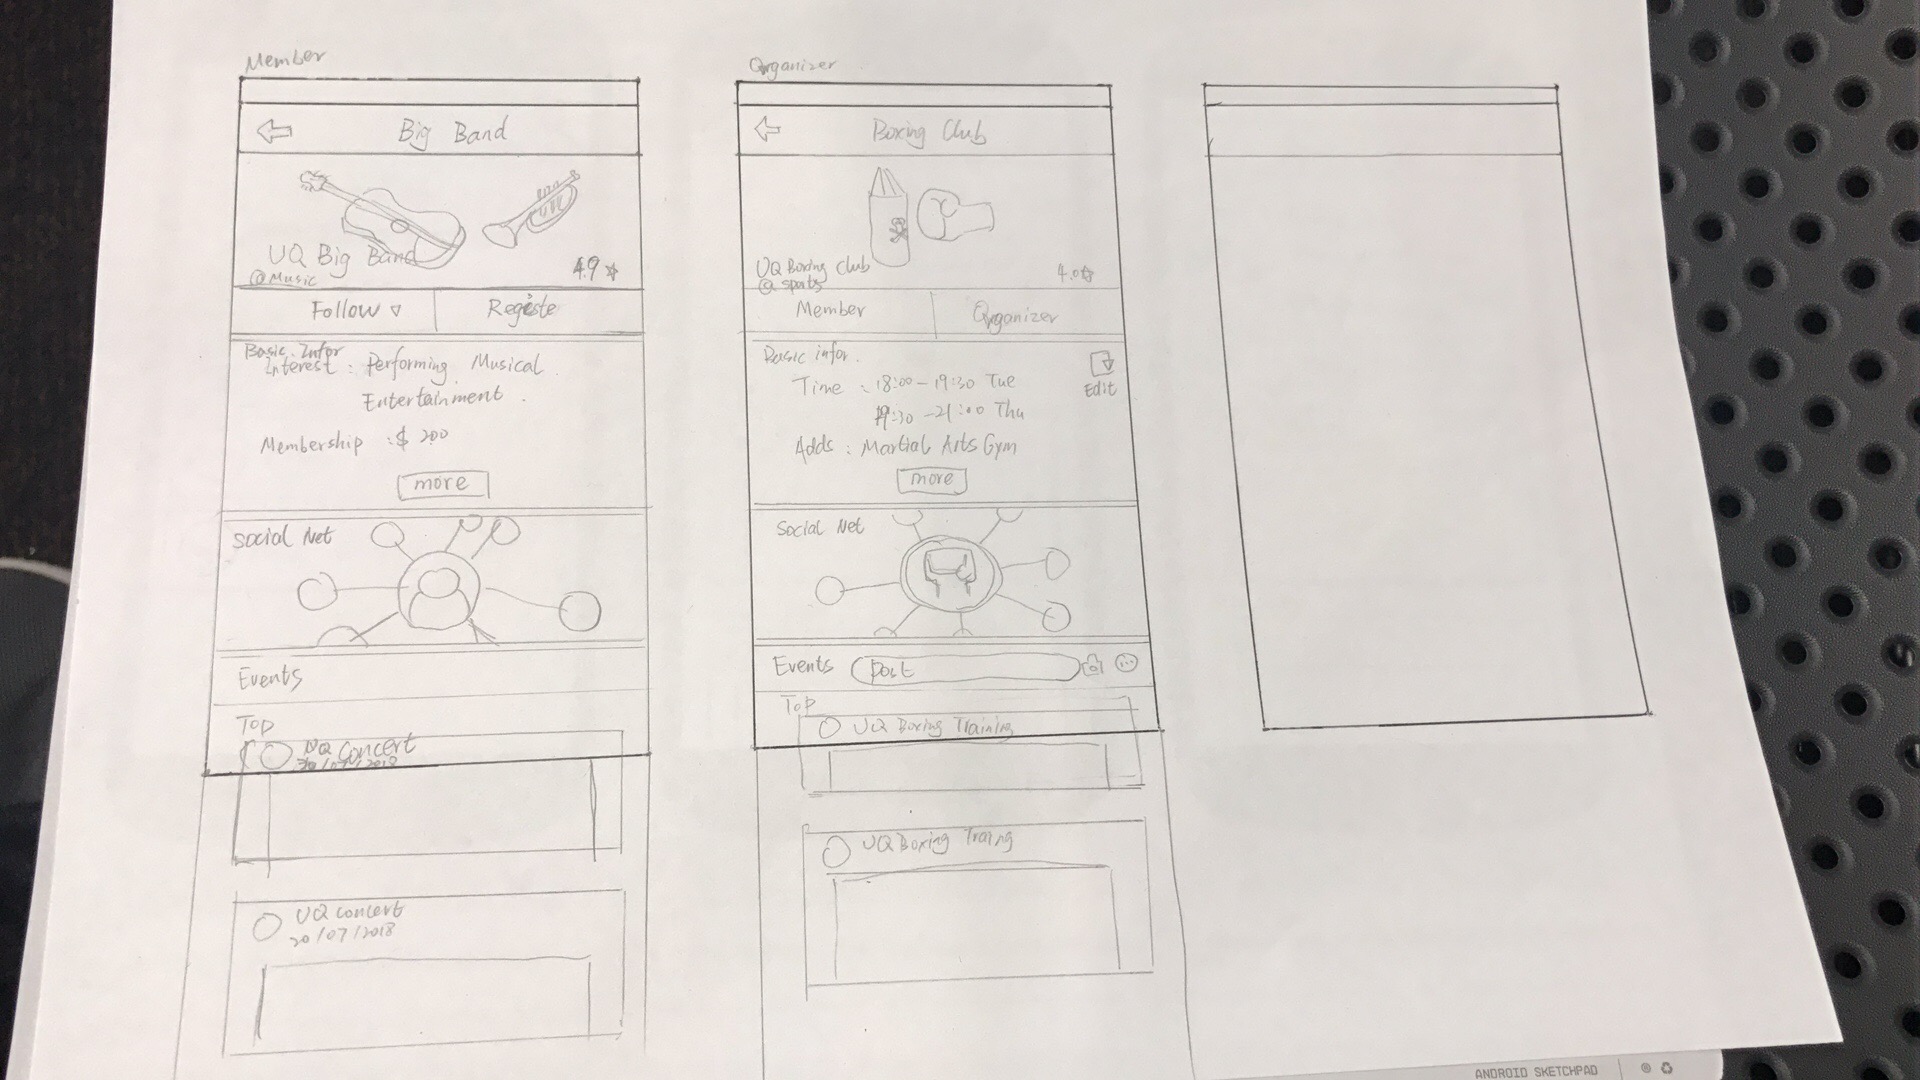 Member
Big Band
UQ Big Band
@Music
4.9
Follow
Registe
Basic Infor
Interest : Performing Musical
Entertainment .
Membership : $ 200
more
Social Net
Events
Top
UQ Concert
20/07/2018
UQ Concert
20/07/2018
Organizer
Boxing Club
UQ Boxing Club
@ sports
4.0
Member
Organizer
Basic infor.
Time : 18:00 - 19:30 Tue
19:30 - 21:00 Thu
Edit
Adds : Martial Arts Gym
more
Social Net
Events
Post
Top
UQ Boxing Training
UQ Boxing Traing
ANDROID SKETCHPAD